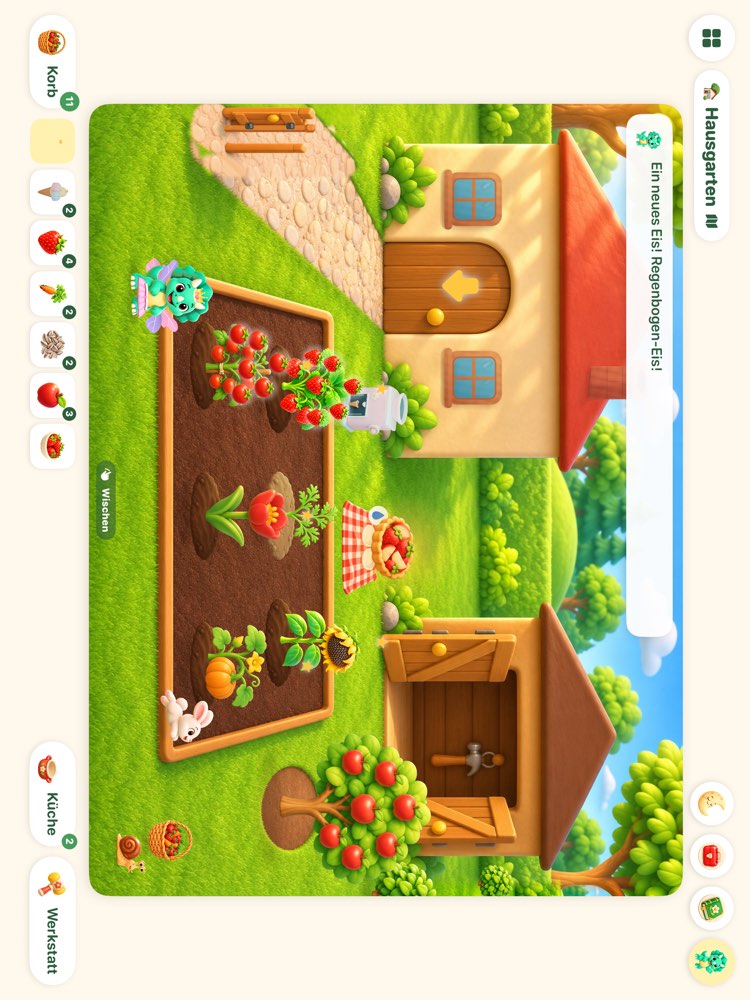 Hausgarten
Ein neues Eis! Regenbogen-Eis!
Wischen
Korb
11
2
4
2
2
3
Küche
2
Werkstatt